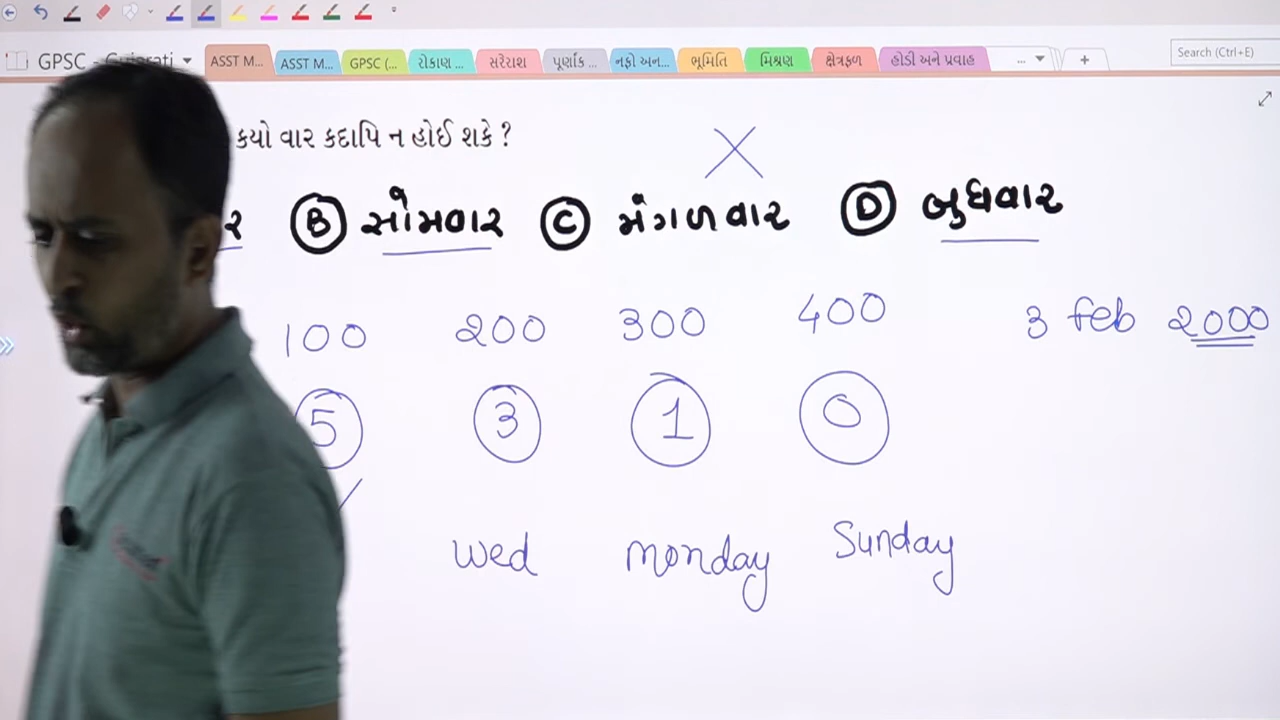 GPSC - Gujarati ASST M... ASST M... GPSC (... રોકાણ ... સરેરાશ પૂર્ણાંક ... નફો અન... ભૂમિતિ મિશ્રણ ક્ષેત્રફળ હોડી અને પ્રવાહ ... + Search (Ctrl+E)
કયો વાર કદાપિ ન હોઈ શકે ?
ર B સોમવાર C મંગળવાર D બુધવાર
100 200 300 400 3 Feb 2000
5 3 1 0
Wed monday Sunday